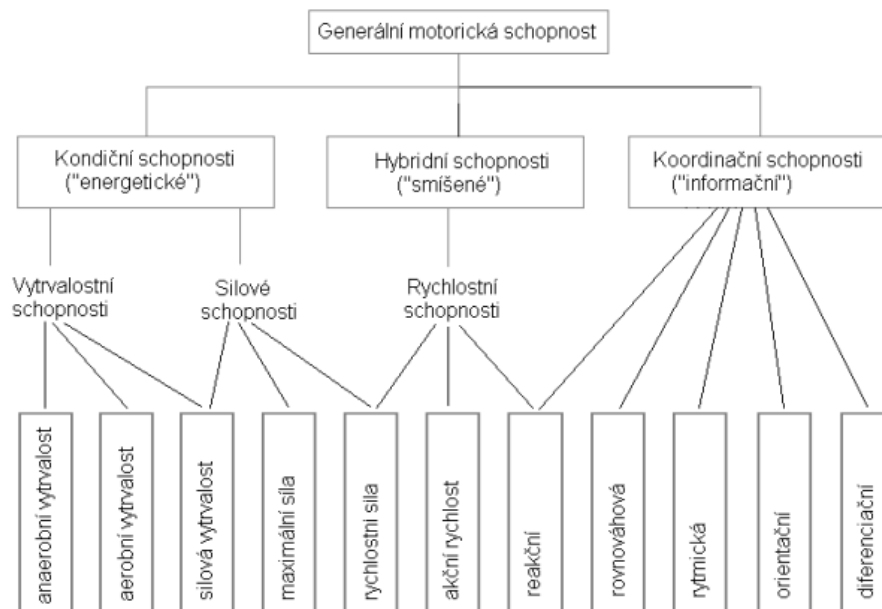 Generální motorická schopnost
Kondiční schopnosti
("energetické")
Hybridní schopnosti
("smíšené")
Koordinační schopnosti
("informační")
Vytrvalostní
schopnosti
Silové
schopnosti
Rychlostní
schopnosti
anaerobní vytrvalost
aerobní vytrvalost
silová vytrvalost
maximální síla
rychlostní síla
akční rychlost
reakční
rovnováhová
rytmická
orientační
diferenciační